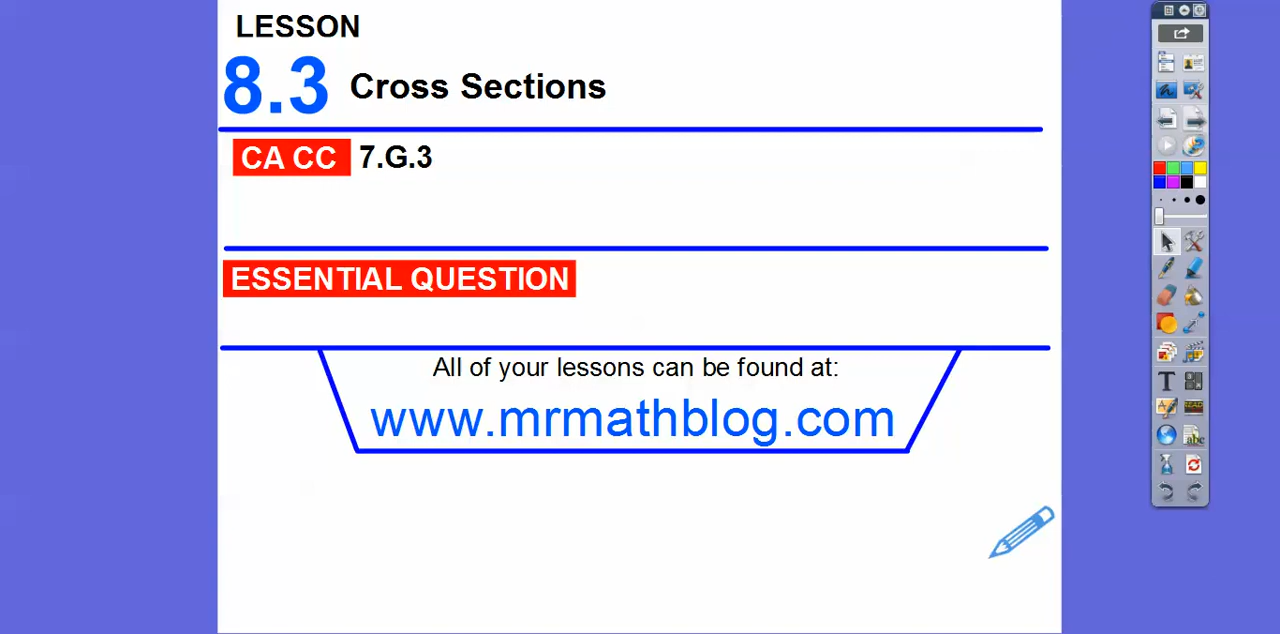 LESSON
8.3 Cross Sections
CA CC 7.G.3
ESSENTIAL QUESTION
All of your lessons can be found at:
www.mrmathblog.com